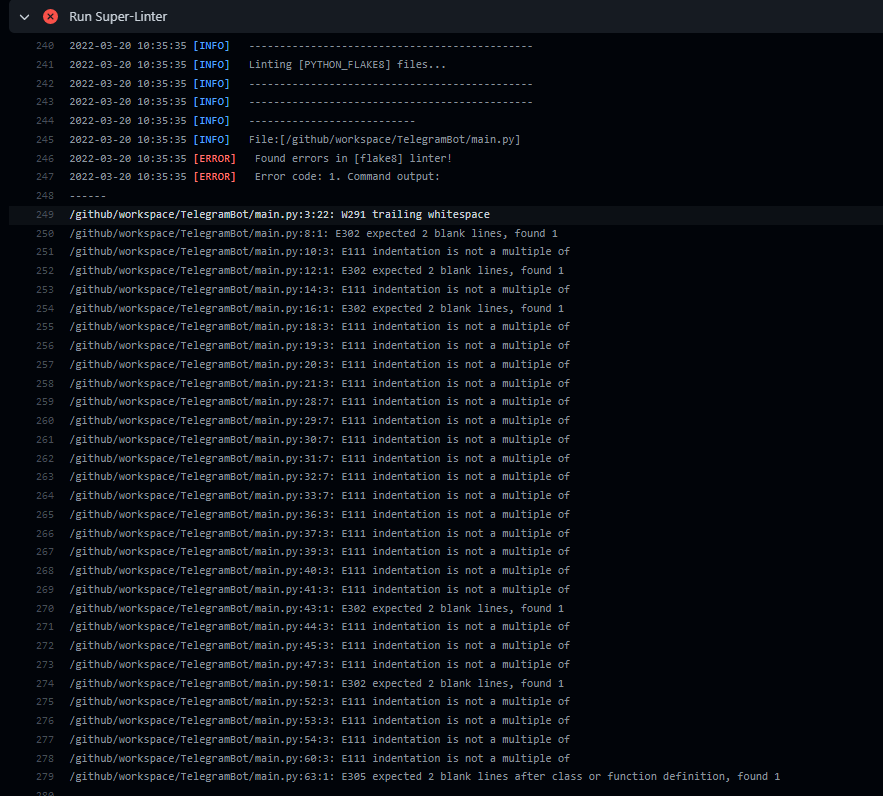 Run Super-Linter
240 2022-03-20 10:35:35 [INFO] ----------------------------------------------
241 2022-03-20 10:35:35 [INFO] Linting [PYTHON_FLAKE8] files...
242 2022-03-20 10:35:35 [INFO] ----------------------------------------------
243 2022-03-20 10:35:35 [INFO] ----------------------------------------------
244 2022-03-20 10:35:35 [INFO] ---------------------------
245 2022-03-20 10:35:35 [INFO] File:[/github/workspace/TelegramBot/main.py]
246 2022-03-20 10:35:35 [ERROR] Found errors in [flake8] linter!
247 2022-03-20 10:35:35 [ERROR] Error code: 1. Command output:
248 ------
249 /github/workspace/TelegramBot/main.py:3:22: W291 trailing whitespace
250 /github/workspace/TelegramBot/main.py:8:1: E302 expected 2 blank lines, found 1
251 /github/workspace/TelegramBot/main.py:10:3: E111 indentation is not a multiple of
252 /github/workspace/TelegramBot/main.py:12:1: E302 expected 2 blank lines, found 1
253 /github/workspace/TelegramBot/main.py:14:3: E111 indentation is not a multiple of
254 /github/workspace/TelegramBot/main.py:16:1: E302 expected 2 blank lines, found 1
255 /github/workspace/TelegramBot/main.py:18:3: E111 indentation is not a multiple of
256 /github/workspace/TelegramBot/main.py:19:3: E111 indentation is not a multiple of
257 /github/workspace/TelegramBot/main.py:20:3: E111 indentation is not a multiple of
258 /github/workspace/TelegramBot/main.py:21:3: E111 indentation is not a multiple of
259 /github/workspace/TelegramBot/main.py:28:7: E111 indentation is not a multiple of
260 /github/workspace/TelegramBot/main.py:29:7: E111 indentation is not a multiple of
261 /github/workspace/TelegramBot/main.py:30:7: E111 indentation is not a multiple of
262 /github/workspace/TelegramBot/main.py:31:7: E111 indentation is not a multiple of
263 /github/workspace/TelegramBot/main.py:32:7: E111 indentation is not a multiple of
264 /github/workspace/TelegramBot/main.py:33:7: E111 indentation is not a multiple of
265 /github/workspace/TelegramBot/main.py:36:3: E111 indentation is not a multiple of
266 /github/workspace/TelegramBot/main.py:37:3: E111 indentation is not a multiple of
267 /github/workspace/TelegramBot/main.py:39:3: E111 indentation is not a multiple of
268 /github/workspace/TelegramBot/main.py:40:3: E111 indentation is not a multiple of
269 /github/workspace/TelegramBot/main.py:41:3: E111 indentation is not a multiple of
270 /github/workspace/TelegramBot/main.py:43:1: E302 expected 2 blank lines, found 1
271 /github/workspace/TelegramBot/main.py:44:3: E111 indentation is not a multiple of
272 /github/workspace/TelegramBot/main.py:45:3: E111 indentation is not a multiple of
273 /github/workspace/TelegramBot/main.py:47:3: E111 indentation is not a multiple of
274 /github/workspace/TelegramBot/main.py:50:1: E302 expected 2 blank lines, found 1
275 /github/workspace/TelegramBot/main.py:52:3: E111 indentation is not a multiple of
276 /github/workspace/TelegramBot/main.py:53:3: E111 indentation is not a multiple of
277 /github/workspace/TelegramBot/main.py:54:3: E111 indentation is not a multiple of
278 /github/workspace/TelegramBot/main.py:60:3: E111 indentation is not a multiple of
279 /github/workspace/TelegramBot/main.py:63:1: E305 expected 2 blank lines after class or function definition, found 1